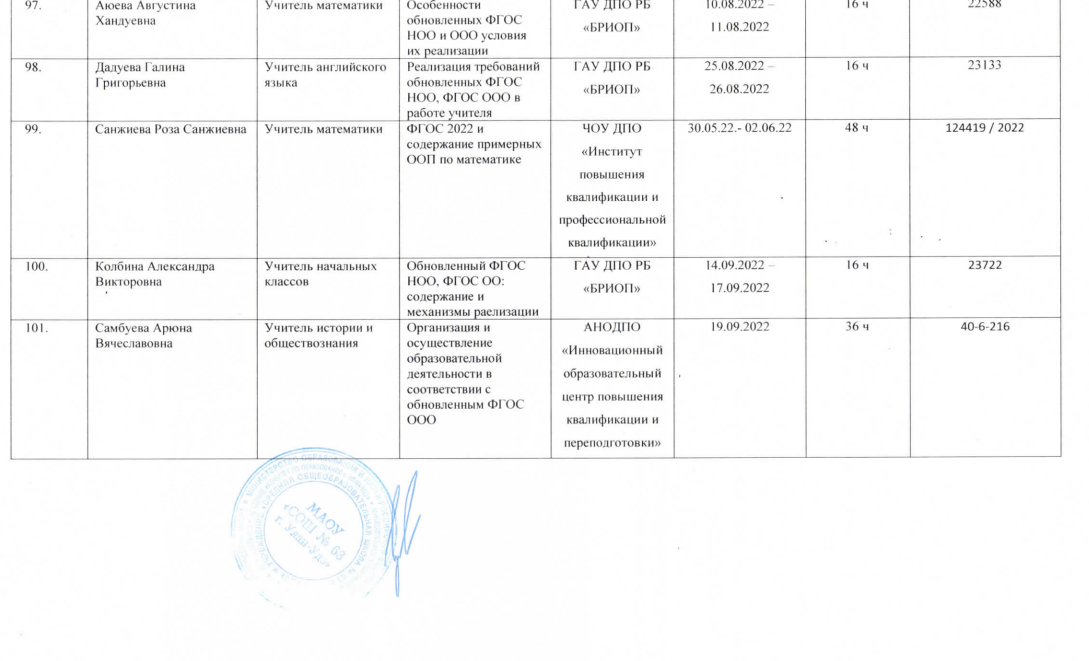 97.
Аюева Августина
Хандуевна
Учитель математики
Особенности
обновленных ФГОС
НОО и ООО условия
их реализации
ГАУ ДПО РБ
«БРИОП»
10.08.2022 –
11.08.2022
16 ч
22588
98.
Дадуева Галина
Григорьевна
Учитель английского
языка
Реализация требований
обновленных ФГОС
НОО, ФГОС ООО в
работе учителя
ГАУ ДПО РБ
«БРИОП»
25.08.2022 –
26.08.2022
16 ч
23133
99.
Санжиева Роза Санжиевна
Учитель математики
ФГОС 2022 и
содержание примерных
ООП по математике
ЧОУ ДПО
«Институт
повышения
квалификации и
профессиональной
квалификации»
30.05.22.- 02.06.22
48 ч
124419 / 2022
100.
Колбина Александра
Викторовна
Учитель начальных
классов
Обновленный ФГОС
НОО, ФГОС ОО:
содержание и
механизмы раелизации
ГАУ ДПО РБ
«БРИОП»
14.09.2022 –
17.09.2022
16 ч
23722
101.
Самбуева Арюна
Вячеславовна
Учитель истории и
обществознания
Организация и
осуществление
образовательной
деятельности в
соответствии с
обновленным ФГОС
ООО
АНОДПО
«Инновационный
образовательный
центр повышения
квалификации и
переподготовки»
19.09.2022
36 ч
40-6-216
МАОУ
«СОШ № 63
г. Улан-Удэ»